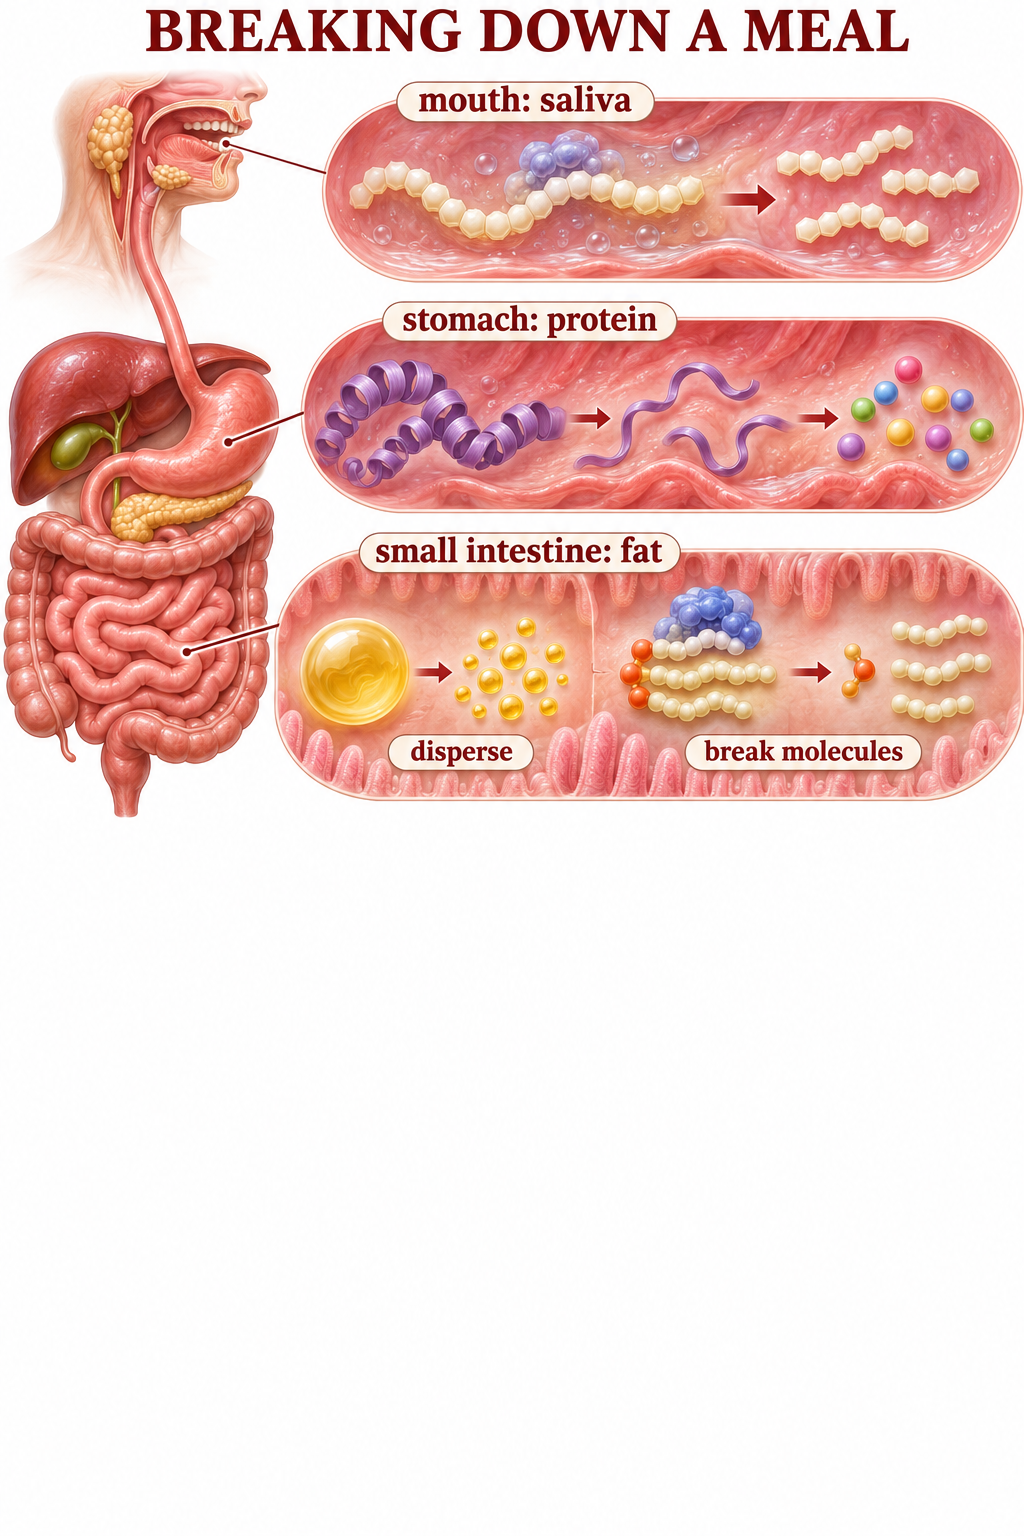 BREAKING DOWN A MEAL
mouth: saliva
stomach: protein
small intestine: fat
disperse
break molecules